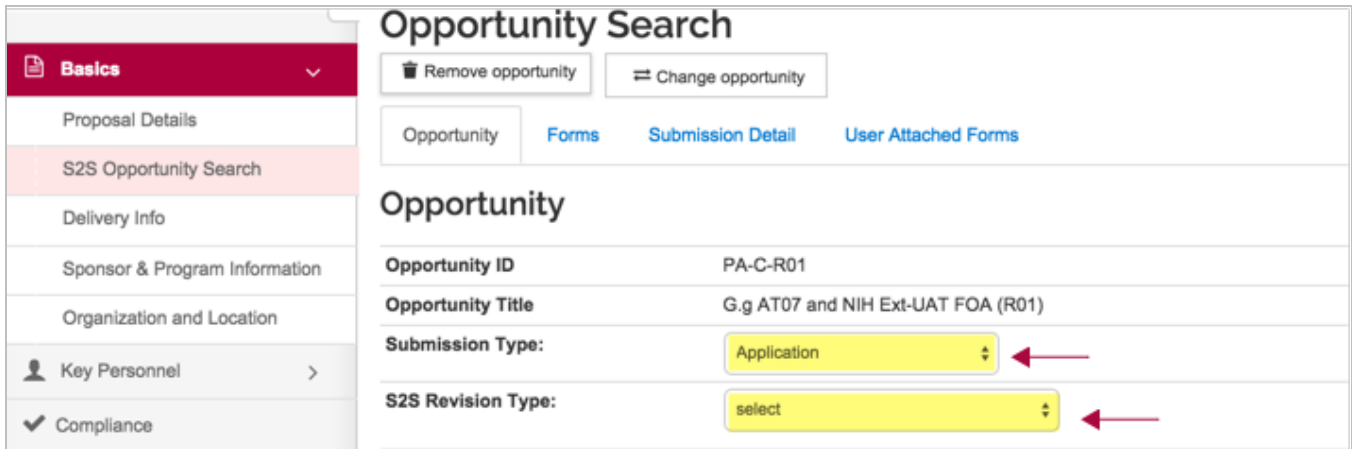 Opportunity Search
Basics
Remove opportunity
Change opportunity
Proposal Details
Opportunity
Forms
Submission Detail
User Attached Forms
S2S Opportunity Search
Opportunity
Delivery Info
Sponsor & Program Information
Opportunity ID PA-C-R01
Opportunity Title G.g AT07 and NIH Ext-UAT FOA (R01)
Organization and Location
Submission Type: Application
Key Personnel
S2S Revision Type: select
Compliance